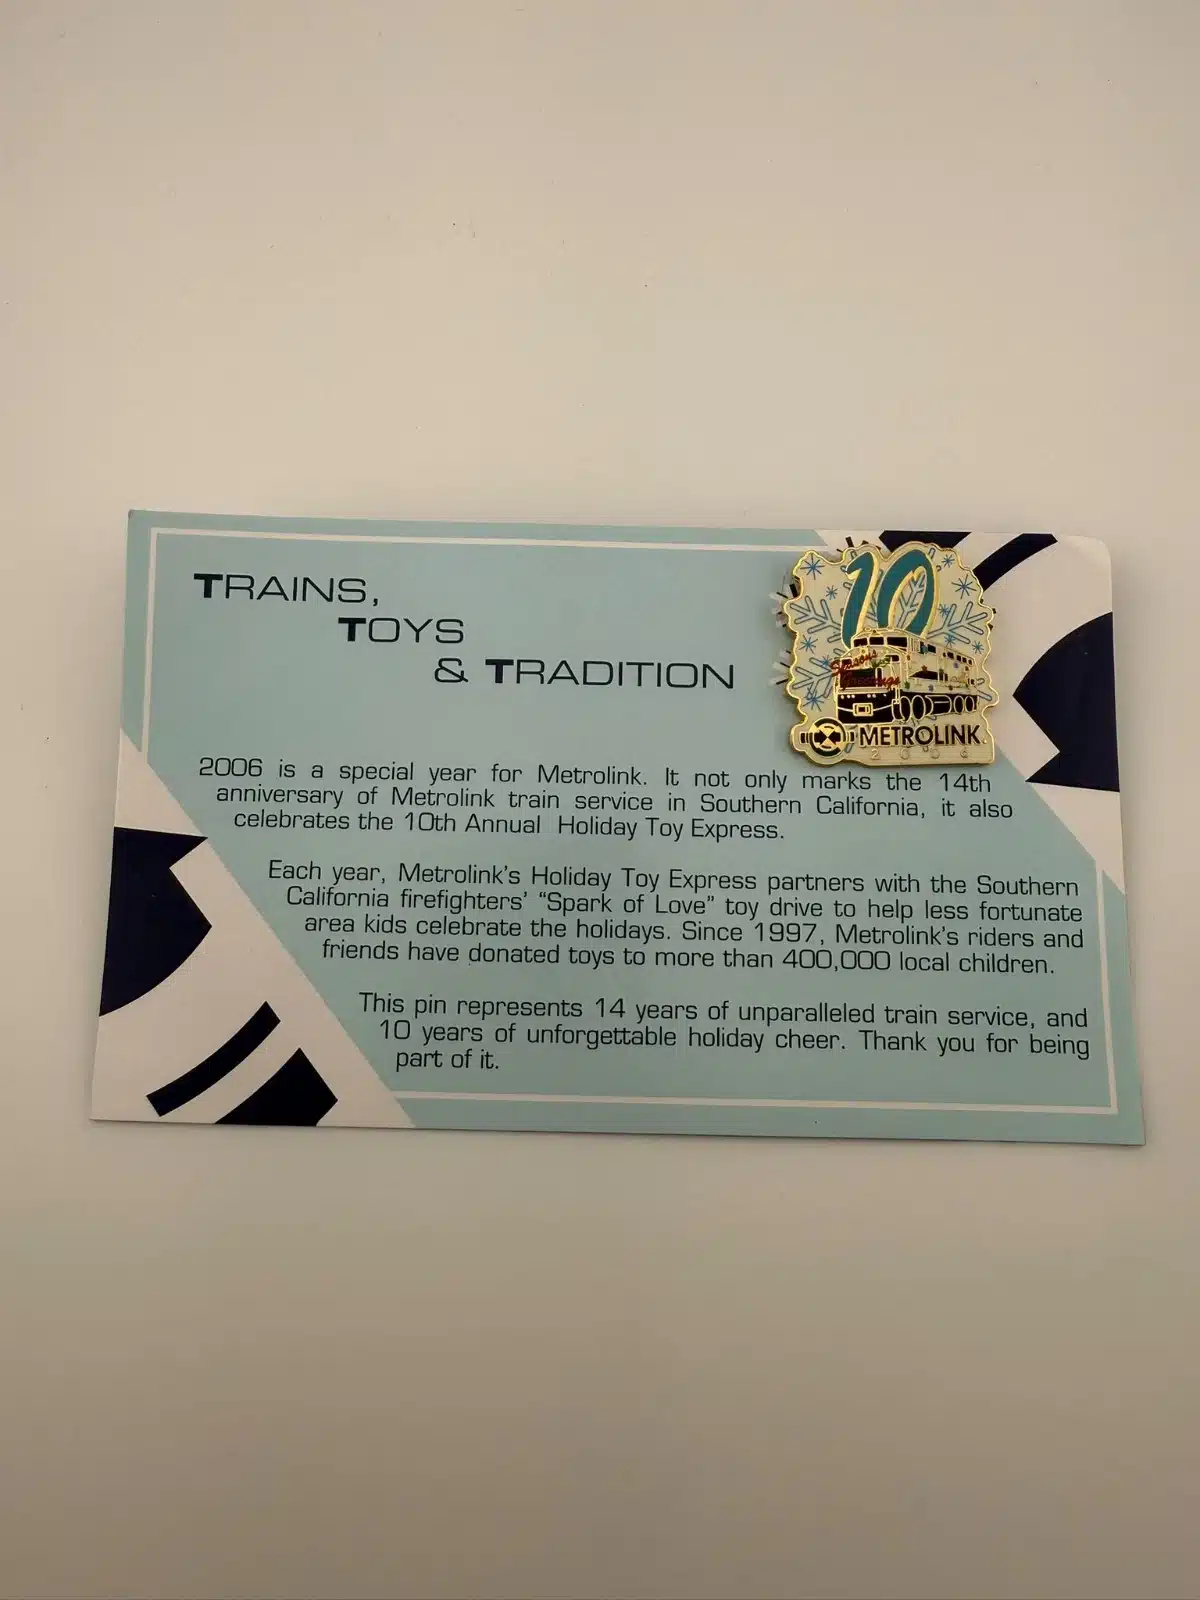 TRAINS,
TOYS
& TRADITION
10
Season's
Greetings
METROLINK
2006
2006 is a special year for Metrolink. It not only marks the 14th
anniversary of Metrolink train service in Southern California, it also
celebrates the 10th Annual Holiday Toy Express.
Each year, Metrolink's Holiday Toy Express partners with the Southern
California firefighters' “Spark of Love” toy drive to help less fortunate
area kids celebrate the holidays. Since 1997, Metrolink's riders and
friends have donated toys to more than 400,000 local children.
This pin represents 14 years of unparalleled train service, and
10 years of unforgettable holiday cheer. Thank you for being
part of it.